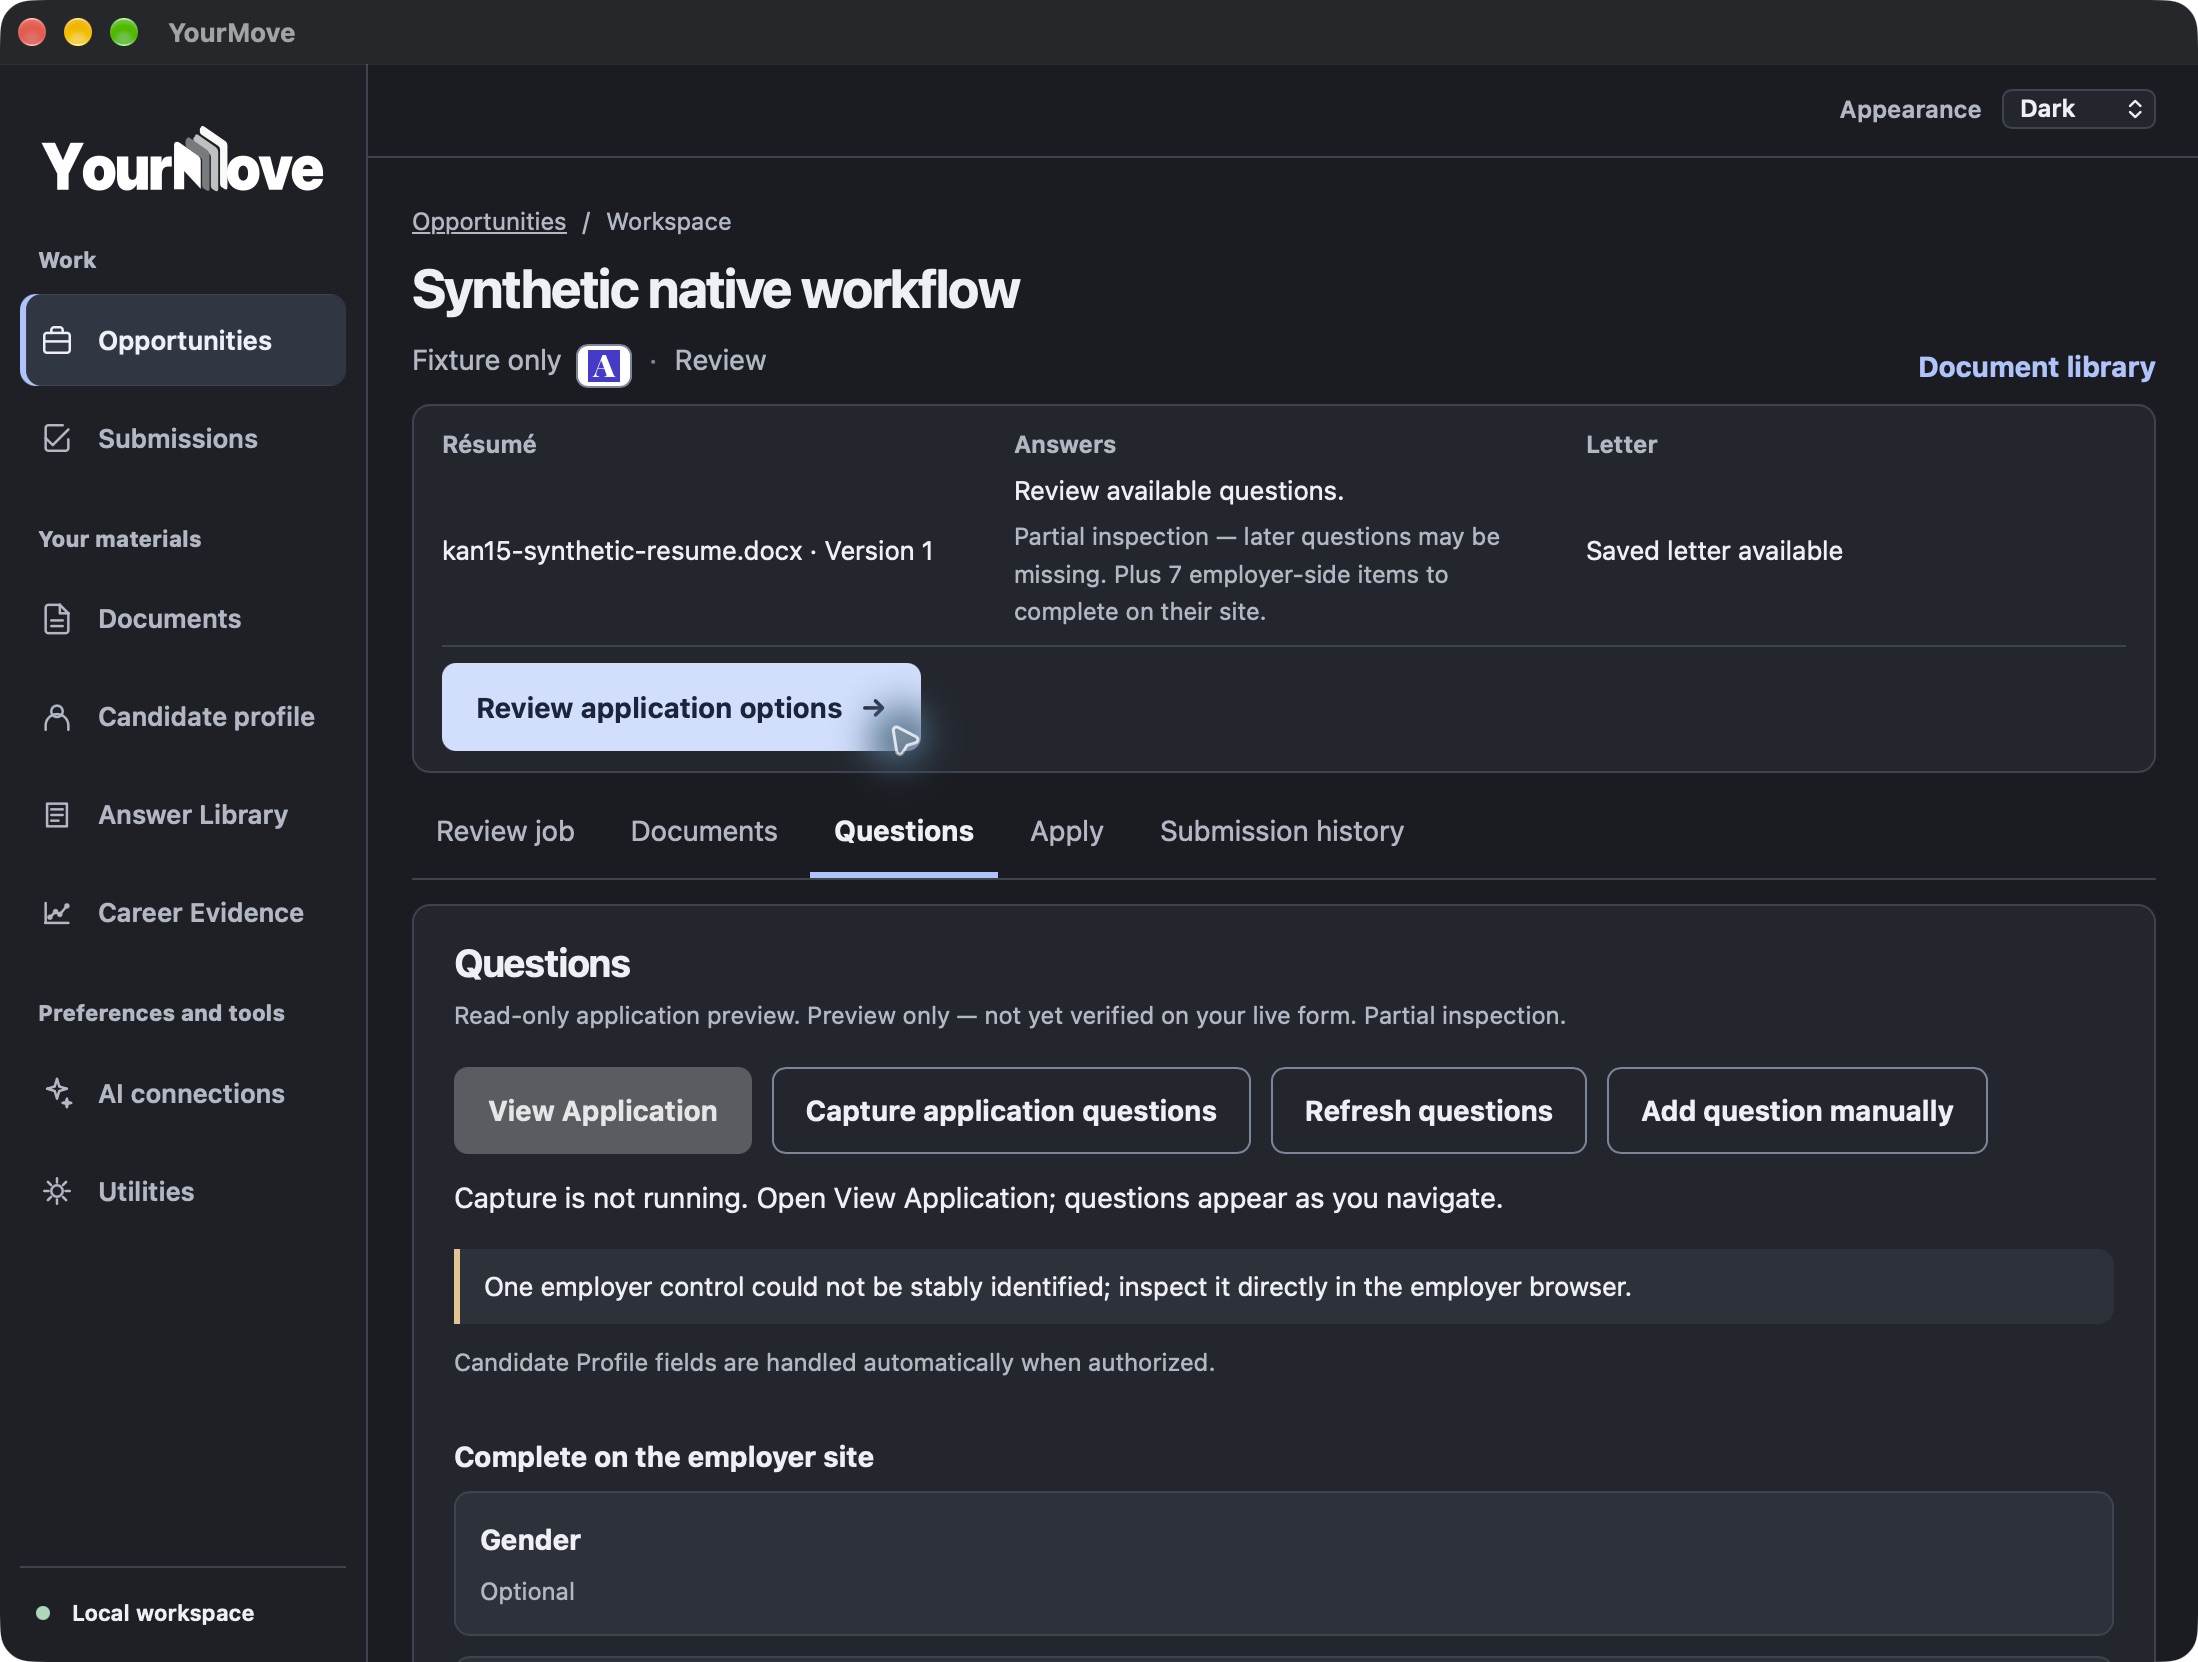 YourMove
YourMove
Work
Opportunities
Submissions
Your materials
Documents
Candidate profile
Answer Library
Career Evidence
Preferences and tools
AI connections
Utilities
Local workspace
Appearance
Dark
Opportunities / Workspace
Synthetic native workflow
Fixture only A · Review
Document library
Résumé
kan15-synthetic-resume.docx · Version 1
Answers
Review available questions.
Partial inspection — later questions may be
missing. Plus 7 employer-side items to
complete on their site.
Letter
Saved letter available
Review application options →
Review job
Documents
Questions
Apply
Submission history
Questions
Read-only application preview. Preview only — not yet verified on your live form. Partial inspection.
View Application
Capture application questions
Refresh questions
Add question manually
Capture is not running. Open View Application; questions appear as you navigate.
One employer control could not be stably identified; inspect it directly in the employer browser.
Candidate Profile fields are handled automatically when authorized.
Complete on the employer site
Gender
Optional